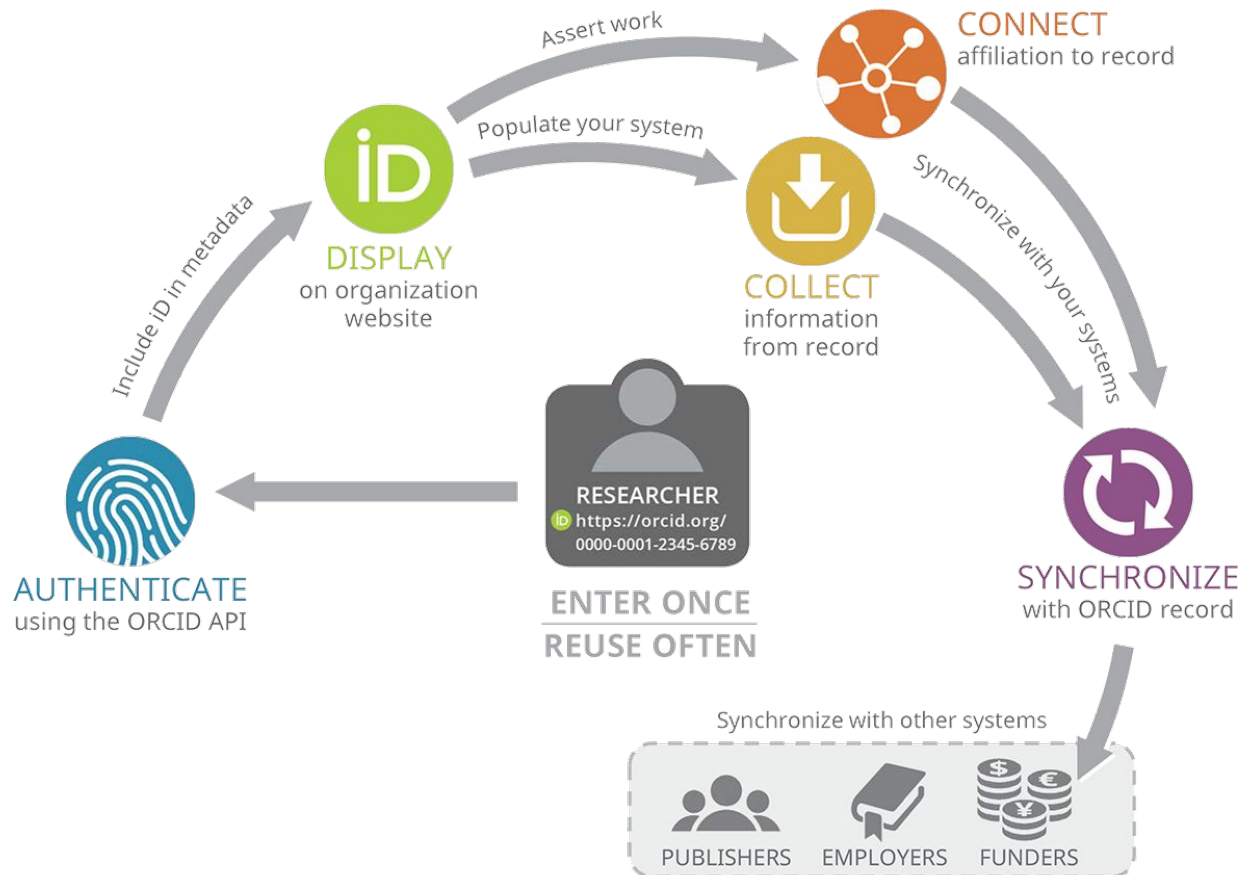 Assert work
CONNECT
affiliation to record
Populate your system
iD
DISPLAY
on organization
website
Include iD in metadata
COLLECT
information
from record
Synchronize with your systems
RESEARCHER
iD https://orcid.org/
0000-0001-2345-6789
AUTHENTICATE
using the ORCID API
ENTER ONCE
REUSE OFTEN
SYNCHRONIZE
with ORCID record
Synchronize with other systems
$ € ¥
PUBLISHERS EMPLOYERS FUNDERS